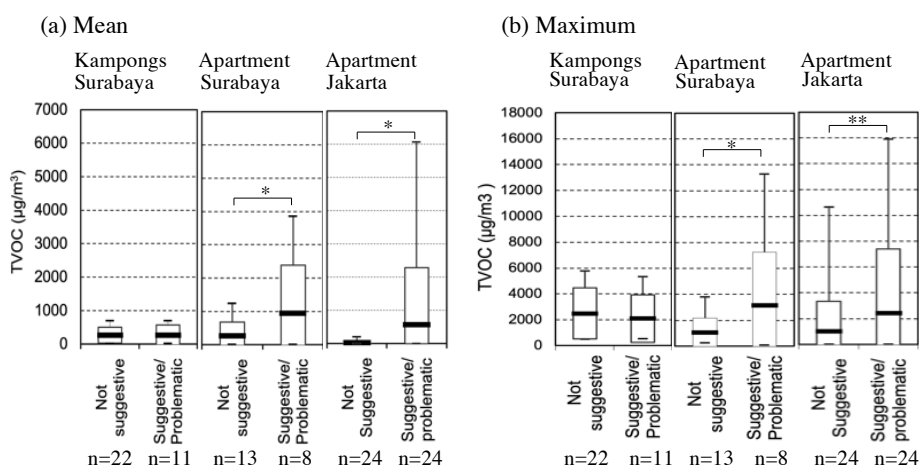 (a) Mean
Kampongs
Surabaya
Apartment
Surabaya
Apartment
Jakarta
TVOC (µg/m³)
7000
6000
5000
4000
3000
2000
1000
0
*
*
Not
suggestive
Suggestive/
Problematic
Not
suggestive
Suggestive/
Problematic
Not
suggestive
Suggestive/
problematic
n=22 n=11 n=13 n=8 n=24 n=24
(b) Maximum
Kampongs
Surabaya
Apartment
Surabaya
Apartment
Jakarta
TVOC (µg/m3 )
18000
16000
14000
12000
10000
8000
6000
4000
2000
0
*
**
Not
suggestive
Suggestive/
Problematic
Not
suggestive
Suggestive/
Problematic
Not
suggestive
Suggestive/
problematic
n=22 n=11 n=13 n=8 n=24 n=24